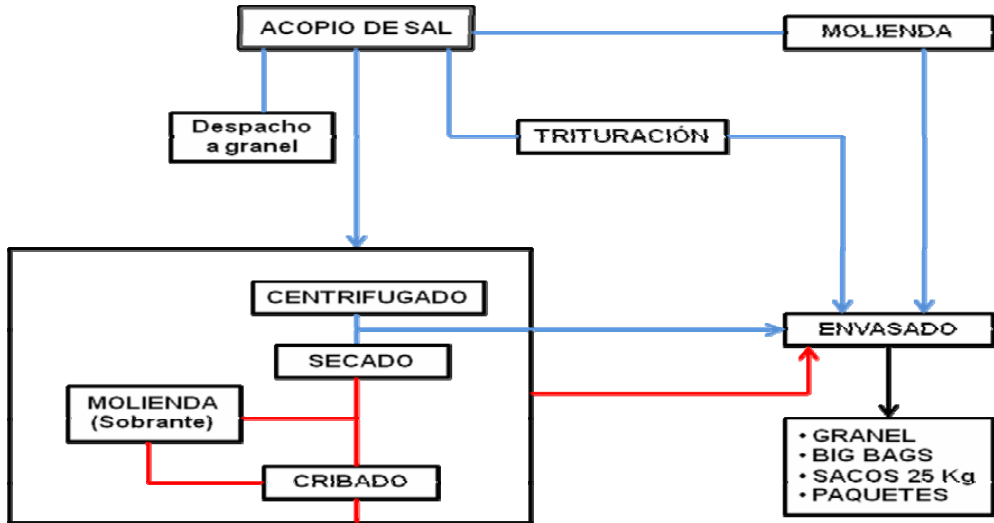 ACOPIO DE SAL
MOLIENDA
Despacho
a granel
TRITURACIÓN
CENTRIFUGADO
ENVASADO
SECADO
MOLIENDA
(Sobrante)
CRIBADO
• GRANEL
• BIG BAGS
• SACOS 25 Kg
• PAQUETES